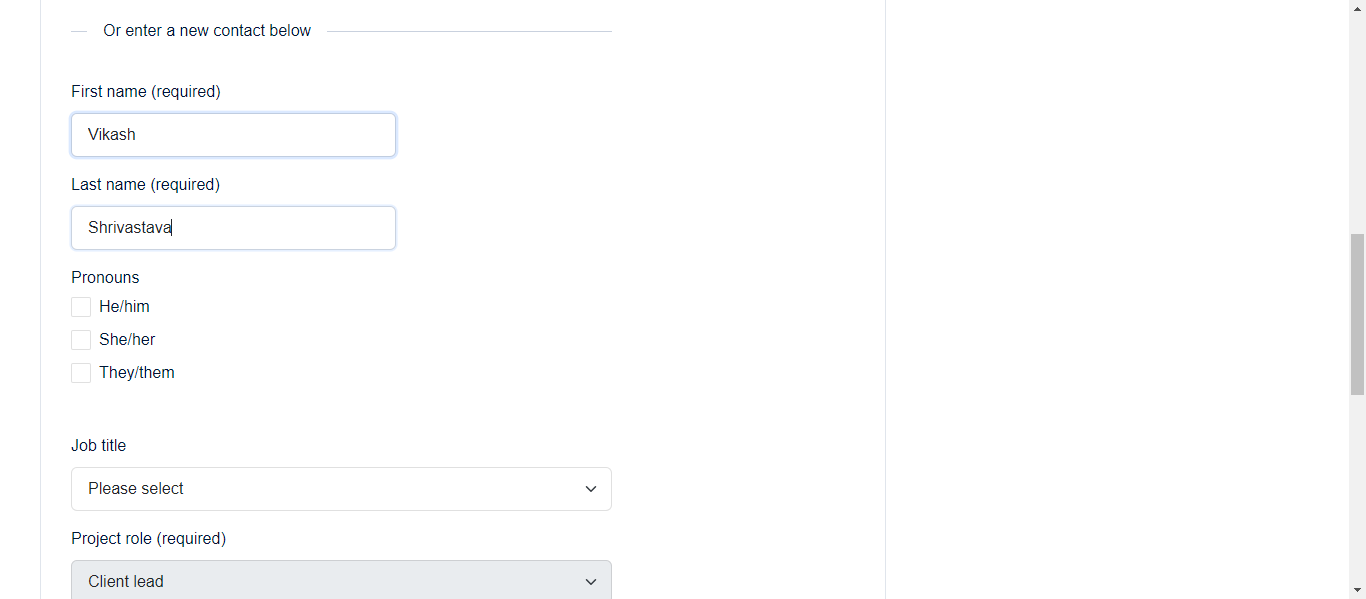 Or enter a new contact below
First name (required)
Vikash
Last name (required)
Shrivastava
Pronouns
He/him
She/her
They/them
Job title
Please select
Project role (required)
Client lead